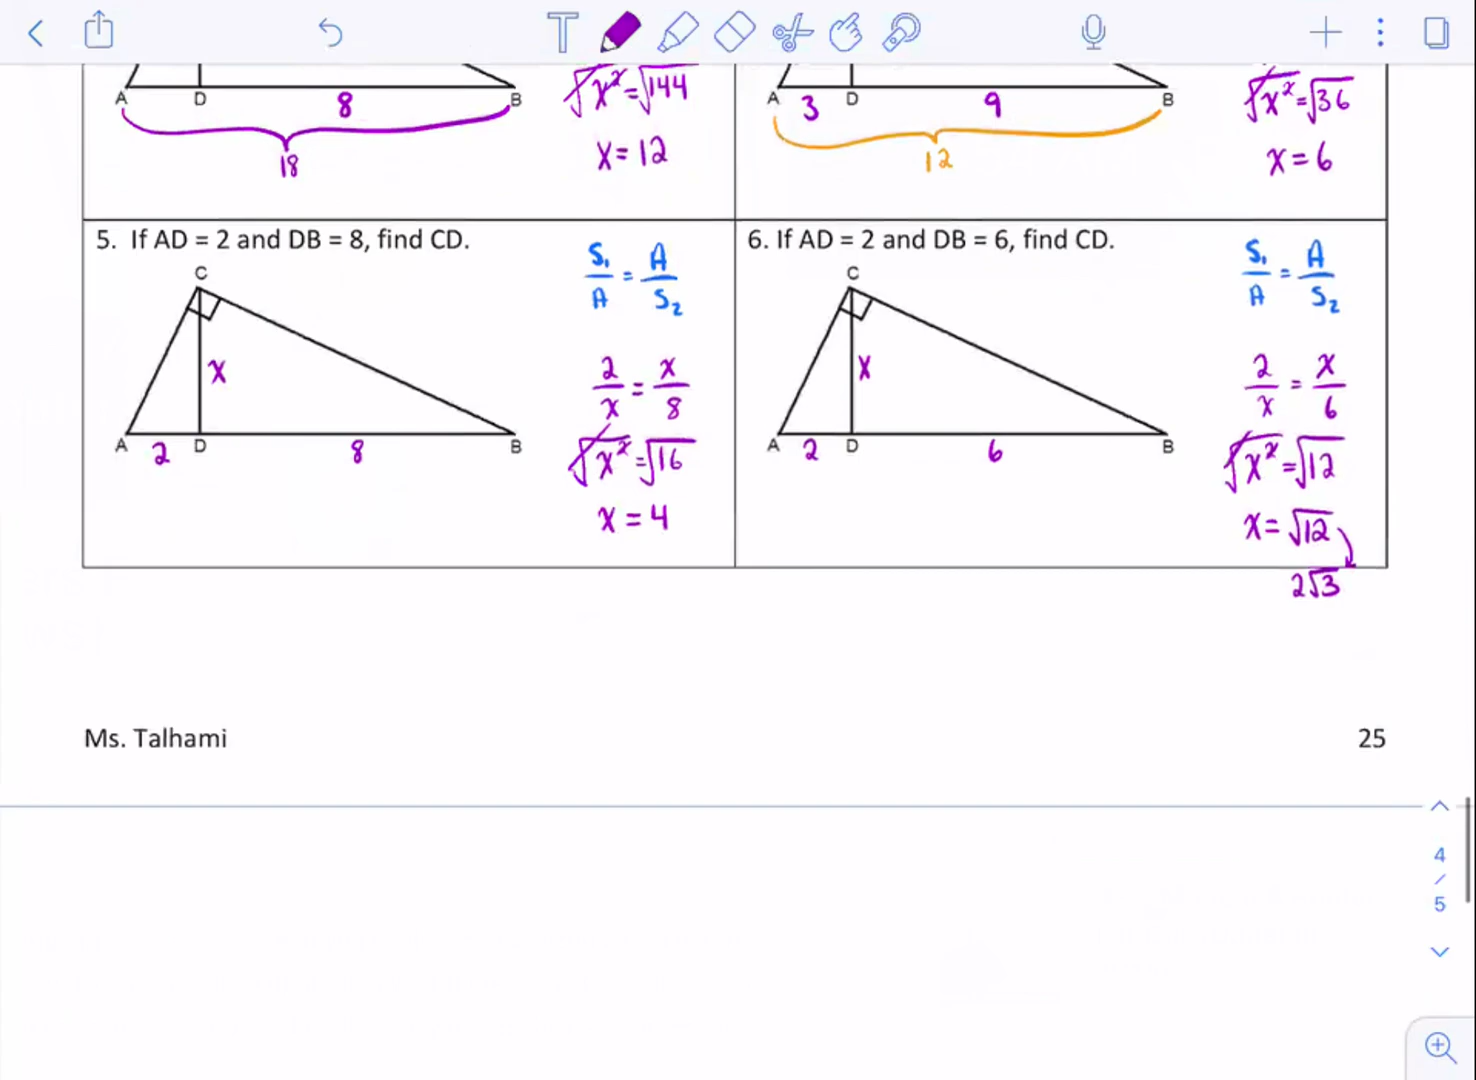 A D 8 B
√x² = √144
18
x = 12
A 3 D 9 B
√x² = √36
12
x = 6
5. If AD = 2 and DB = 8, find CD.
C
S₁/A = A/S₂
x
2/x = x/8
A 2 D 8 B
√x² = √16
x = 4
6. If AD = 2 and DB = 6, find CD.
C
S₁/A = A/S₂
x
2/x = x/6
A 2 D 6 B
√x² = √12
x = √12
2√3
Ms. Talhami
25
4
/
5